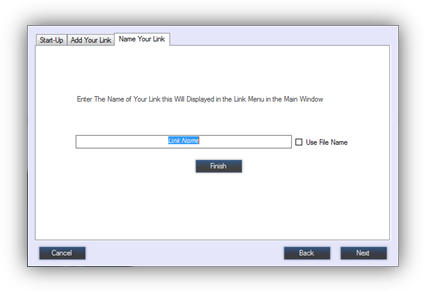 Start-Up Add Your Link Name Your Link
Enter The Name of Your Link this Will Displayed in the Link Menu in the Main Window
Link Name Use File Name
Finish
Cancel Back Next